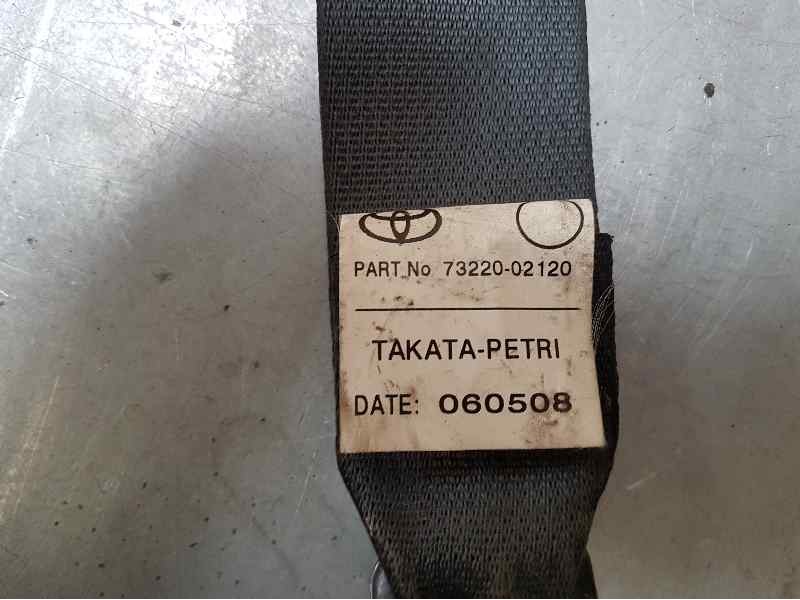 PART No 73220-02120
TAKATA-PETRI
DATE: 060508